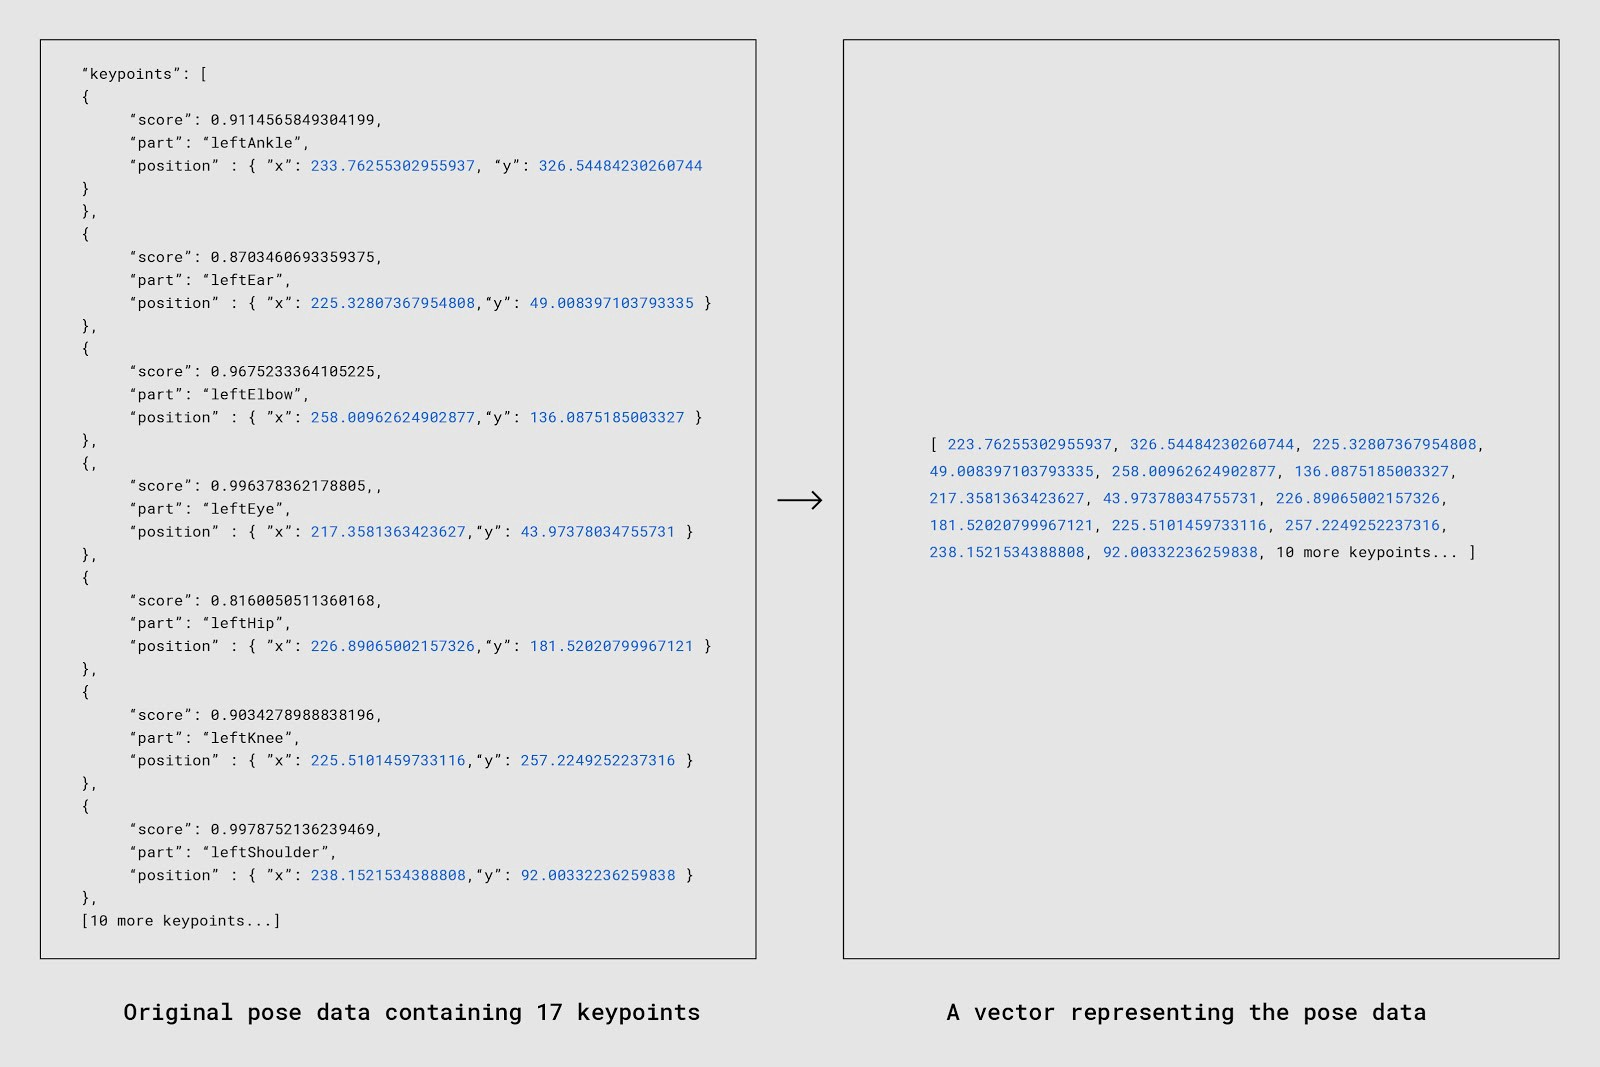 “keypoints”: [
{
“score”: 0.9114565849304199,
“part”: “leftAnkle”,
“position” : { ”x”: 233.76255302955937, “y”: 326.54484230260744
}
},
{
“score”: 0.8703460693359375,
“part”: “leftEar”,
“position” : { ”x”: 225.32807367954808,“y”: 49.008397103793335 }
},
{
“score”: 0.9675233364105225,
“part”: “leftElbow”,
“position” : { ”x”: 258.00962624902877,“y”: 136.0875185003327 }
},
{,
“score”: 0.996378362178805,,
“part”: “leftEye”,
“position” : { ”x”: 217.3581363423627,“y”: 43.97378034755731 }
},
{
“score”: 0.8160050511360168,
“part”: “leftHip”,
“position” : { ”x”: 226.89065002157326,“y”: 181.52020799967121 }
},
{
“score”: 0.9034278988838196,
“part”: “leftKnee”,
“position” : { ”x”: 225.5101459733116,“y”: 257.2249252237316 }
},
{
“score”: 0.9978752136239469,
“part”: “leftShoulder”,
“position” : { ”x”: 238.1521534388808,“y”: 92.00332236259838 }
},
[10 more keypoints...]
Original pose data containing 17 keypoints
→
[ 223.76255302955937, 326.54484230260744, 225.32807367954808,
49.008397103793335, 258.00962624902877, 136.0875185003327,
217.3581363423627, 43.97378034755731, 226.89065002157326,
181.52020799967121, 225.5101459733116, 257.2249252237316,
238.1521534388808, 92.00332236259838, 10 more keypoints... ]
A vector representing the pose data